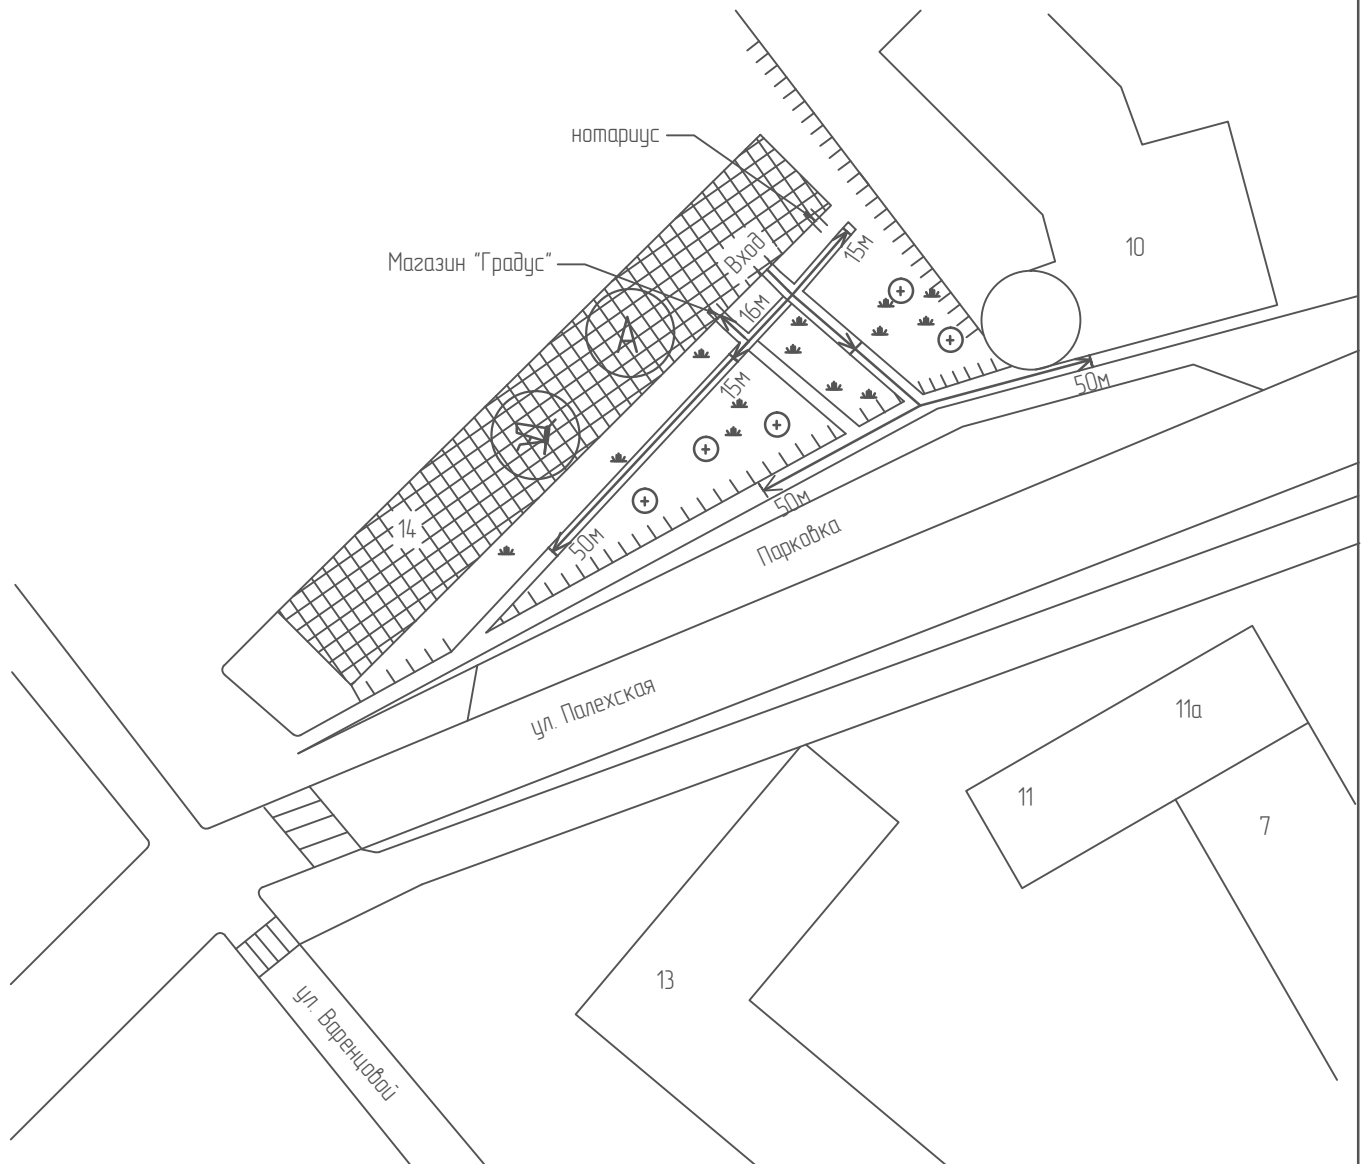 нотариус
10
Вход
15м
Магазин "Градус"
16м
А
15м
50м
Ж
50м
14
50м
Парковка
ул. Палехская
11а
11
7
13
ул. Варенцовой